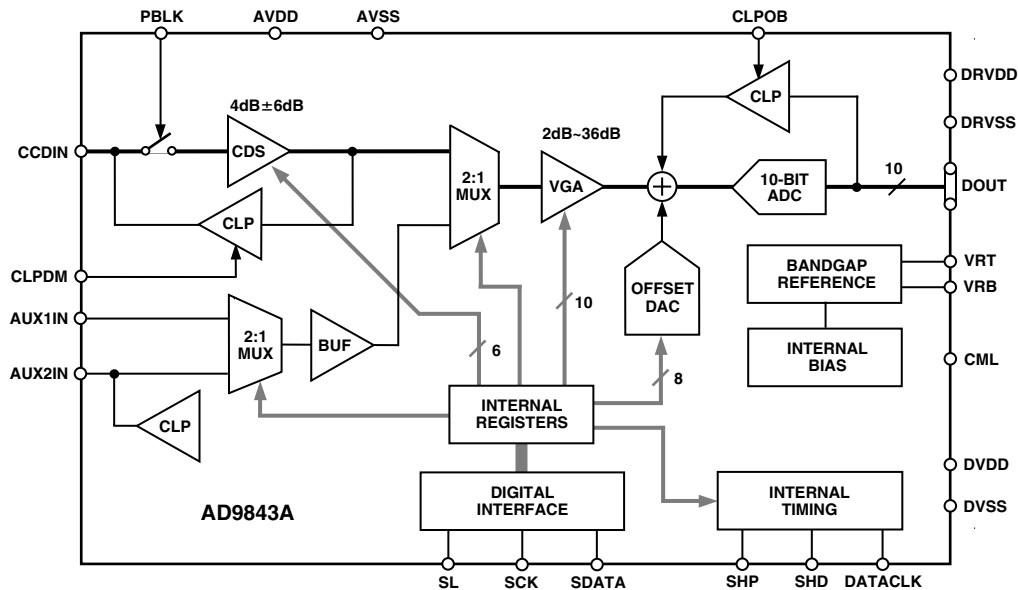 PBLK
AVDD
AVSS
CLPOB
DRVDD
CLP
4dB±6dB
DRVSS
2dB~36dB
CCDIN
CDS
2:1
MUX
VGA
10-BIT
ADC
10
DOUT
CLP
CLPDM
OFFSET
DAC
BANDGAP
REFERENCE
VRT
VRB
10
AUX1IN
2:1
MUX
BUF
6
INTERNAL
BIAS
CML
AUX2IN
8
CLP
INTERNAL
REGISTERS
DVDD
DIGITAL
INTERFACE
INTERNAL
TIMING
DVSS
AD9843A
SL
SCK
SDATA
SHP
SHD
DATACLK